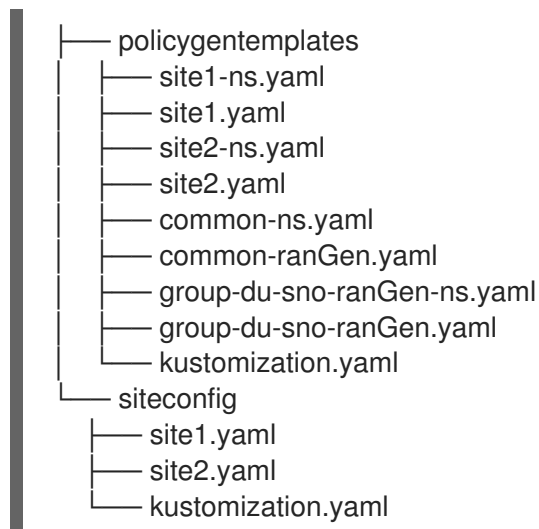 ├── policygentemplates
│   ├── site1-ns.yaml
│   ├── site1.yaml
│   ├── site2-ns.yaml
│   ├── site2.yaml
│   ├── common-ns.yaml
│   ├── common-ranGen.yaml
│   ├── group-du-sno-ranGen-ns.yaml
│   ├── group-du-sno-ranGen.yaml
│   └── kustomization.yaml
└── siteconfig
    ├── site1.yaml
    ├── site2.yaml
    └── kustomization.yaml